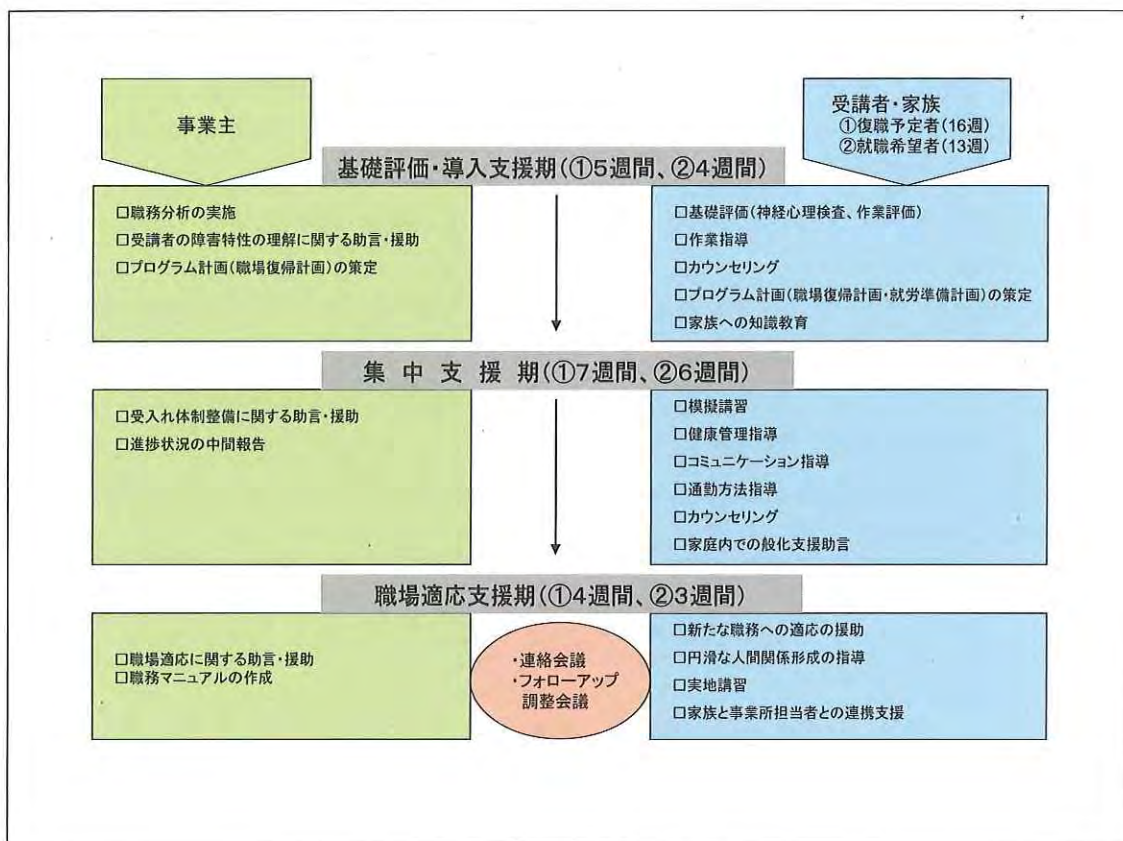 事業主
受講者・家族
①復職予定者(16週)
②就職希望者(13週)
基礎評価・導入支援期(①5週間、②4週間)
□職務分析の実施
□受講者の障害特性の理解に関する助言・援助
□プログラム計画(職場復帰計画)の策定
□基礎評価(神経心理検査、作業評価)
□作業指導
□カウンセリング
□プログラム計画(職場復帰計画・就労準備計画)の策定
□家族への知識教育
集中支援期(①7週間、②6週間)
□受入れ体制整備に関する助言・援助
□進捗状況の中間報告
□模擬講習
□健康管理指導
□コミュニケーション指導
□通勤方法指導
□カウンセリング
□家庭内での般化支援助言
職場適応支援期(①4週間、②3週間)
□職場適応に関する助言・援助
□職務マニュアルの作成
・連絡会議
・フォローアップ
調整会議
□新たな職務への適応の援助
□円滑な人間関係形成の指導
□実地講習
□家族と事業所担当者との連携支援